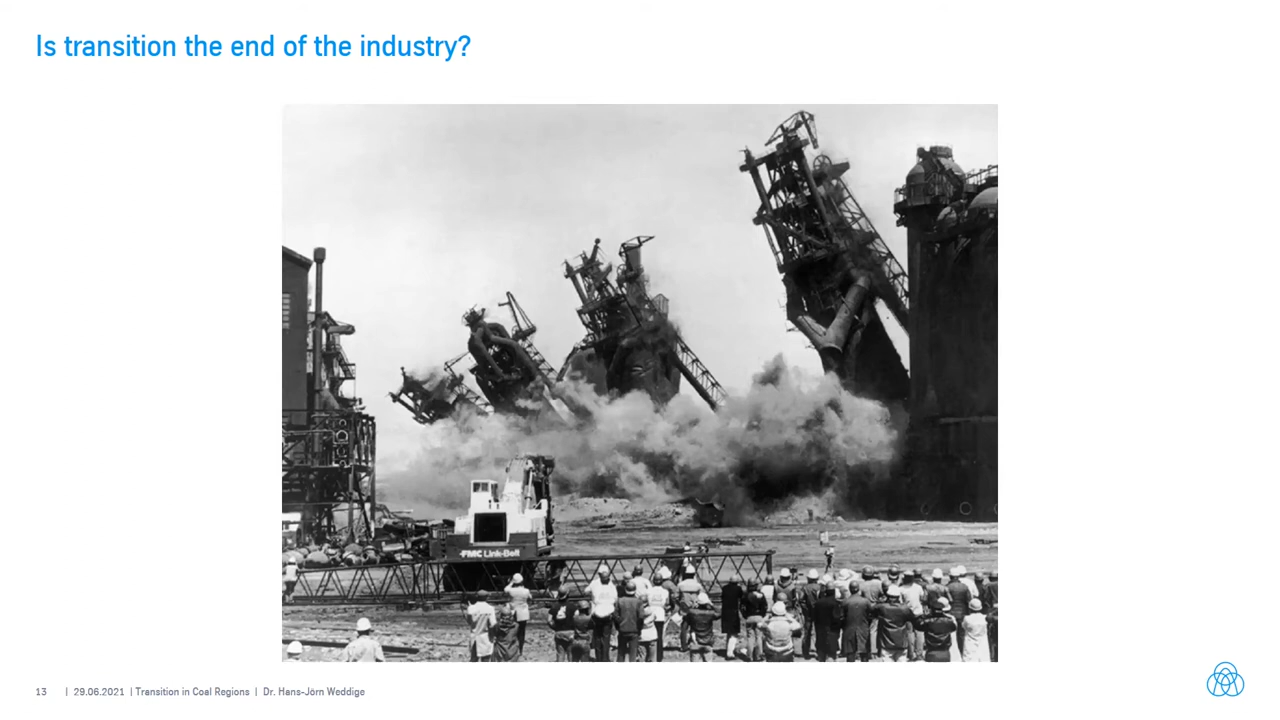 Is transition the end of the industry?
FMC Link-Belt
13 | 29.06.2021 | Transition in Coal Regions | Dr. Hans-Jörn Weddige